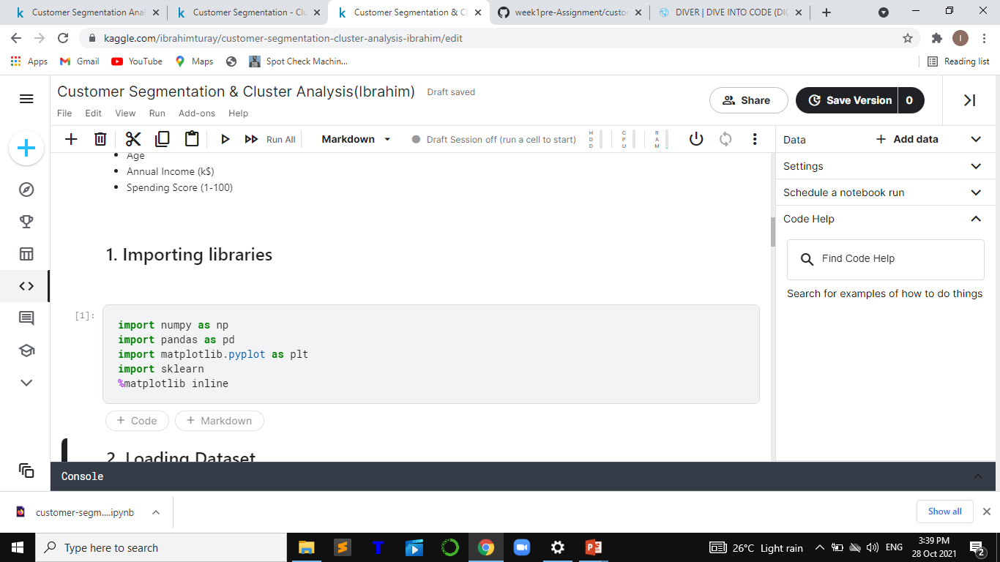 Customer Segmentation Anal
Customer Segmentation - Clu
Customer Segmentation & Cl
week1pre-Assignment/custo
DIVER | DIVE INTO CODE (DIC
kaggle.com/ibrahimturay/customer-segmentation-cluster-analysis-ibrahim/edit
I
Apps
Gmail
YouTube
Maps
Spot Check Machin...
Reading list
Customer Segmentation & Cluster Analysis(Ibrahim)
Draft saved
File Edit View Run Add-ons Help
Share
Save Version 0
Run All
Markdown
Draft Session off (run a cell to start)
HDD
CPU
RAM
Data
+ Add data
Settings
Schedule a notebook run
Code Help
Find Code Help
Search for examples of how to do things
• Age
• Annual Income (k$)
• Spending Score (1-100)
1. Importing libraries
[1]:
import numpy as np
import pandas as pd
import matplotlib.pyplot as plt
import sklearn
%matplotlib inline
+ Code
+ Markdown
2. Loading Dataset
Console
customer-segm....ipynb
Show all
Type here to search
26°C Light rain
ENG
3:39 PM
28 Oct 2021
2